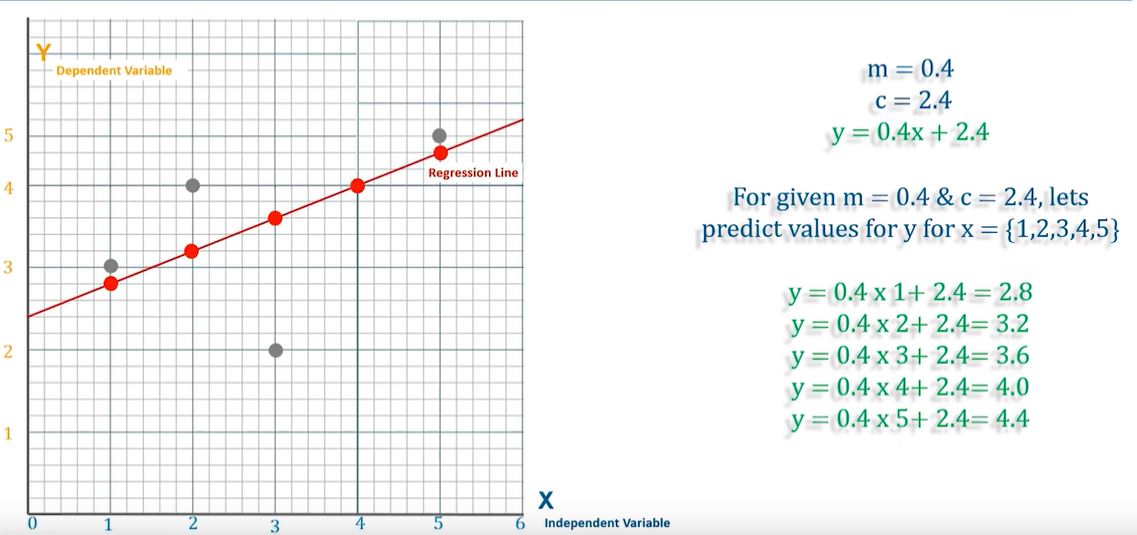 Y
Dependent Variable
5
4
3
2
1
Regression Line
0 1 2 3 4 5 6
X
Independent Variable
m = 0.4
c = 2.4
y = 0.4x + 2.4
For given m = 0.4 & c = 2.4, lets
predict values for y for x = {1,2,3,4,5}
y = 0.4 x 1+ 2.4 = 2.8
y = 0.4 x 2+ 2.4= 3.2
y = 0.4 x 3+ 2.4= 3.6
y = 0.4 x 4+ 2.4= 4.0
y = 0.4 x 5+ 2.4= 4.4